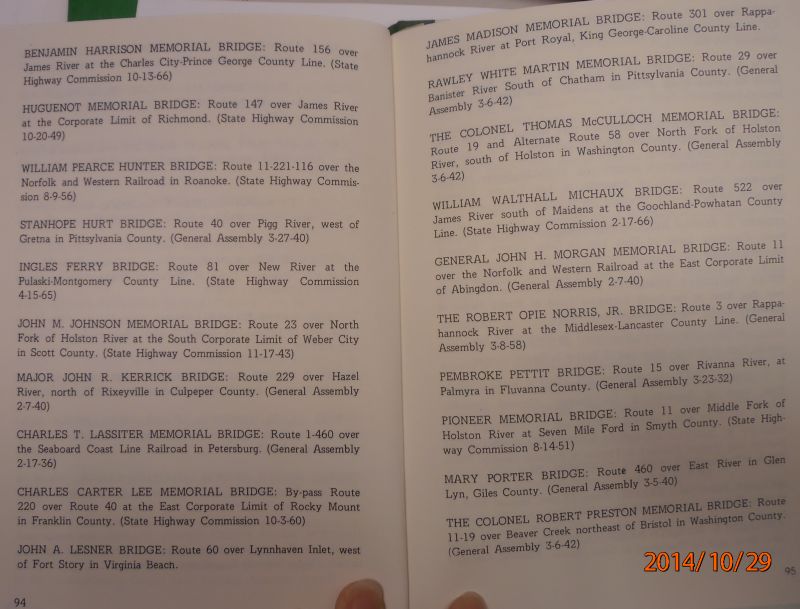 BENJAMIN HARRISON MEMORIAL BRIDGE: Route 156 over
James River at the Charles City-Prince George County Line. (State
Highway Commission 10-13-66)
HUGUENOT MEMORIAL BRIDGE: Route 147 over James River
at the Corporate Limit of Richmond. (State Highway Commission
10-20-49)
WILLIAM PEARCE HUNTER BRIDGE: Route 11-221-116 over the
Norfolk and Western Railroad in Roanoke. (State Highway Commis-
sion 8-9-56)
STANHOPE HURT BRIDGE: Route 40 over Pigg River, west of
Gretna in Pittsylvania County. (General Assembly 3-27-40)
INGLES FERRY BRIDGE: Route 81 over New River at the
Pulaski-Montgomery County Line. (State Highway Commission
4-15-65)
JOHN M. JOHNSON MEMORIAL BRIDGE: Route 23 over North
Fork of Holston River at the South Corporate Limit of Weber City
in Scott County. (State Highway Commission 11-17-43)
MAJOR JOHN R. KERRICK BRIDGE: Route 229 over Hazel
River, north of Rixeyville in Culpeper County. (General Assembly
2-7-40)
CHARLES T. LASSITER MEMORIAL BRIDGE: Route 1-460 over
the Seaboard Coast Line Railroad in Petersburg. (General Assembly
2-17-36)
CHARLES CARTER LEE MEMORIAL BRIDGE: By-pass Route
220 over Route 40 at the East Corporate Limit of Rocky Mount
in Franklin County. (State Highway Commission 10-3-60)
JOHN A. LESNER BRIDGE: Route 60 over Lynnhaven Inlet, west
of Fort Story in Virginia Beach.
94
JAMES MADISON MEMORIAL BRIDGE: Route 301 over Rappa-
hannock River at Port Royal, King George-Caroline County Line.
RAWLEY WHITE MARTIN MEMORIAL BRIDGE: Route 29 over
Banister River South of Chatham in Pittsylvania County. (General
Assembly 3-6-42)
THE COLONEL THOMAS McCULLOCH MEMORIAL BRIDGE:
Route 19 and Alternate Route 58 over North Fork of Holston
River, south of Holston in Washington County. (General Assembly
3-6-42)
WILLIAM WALTHALL MICHAUX BRIDGE: Route 522 over
James River south of Maidens at the Goochland-Powhatan County
Line. (State Highway Commission 2-17-66)
GENERAL JOHN H. MORGAN MEMORIAL BRIDGE: Route 11
over the Norfolk and Western Railroad at the East Corporate Limit
of Abingdon. (General Assembly 2-7-40)
THE ROBERT OPIE NORRIS, JR. BRIDGE: Route 3 over Rappa-
hannock River at the Middlesex-Lancaster County Line. (General
Assembly 3-8-58)
PEMBROKE PETTIT BRIDGE: Route 15 over Rivanna River, at
Palmyra in Fluvanna County. (General Assembly 3-23-32)
PIONEER MEMORIAL BRIDGE: Route 11 over Middle Fork of
Holston River at Seven Mile Ford in Smyth County. (State High-
way Commission 8-14-51)
MARY PORTER BRIDGE: Route 460 over East River in Glen
Lyn, Giles County. (General Assembly 3-5-40)
THE COLONEL ROBERT PRESTON MEMORIAL BRIDGE: Route
11-19 over Beaver Creek northeast of Bristol in Washington County.
(General Assembly 3-6-42)
2014/10/29
95